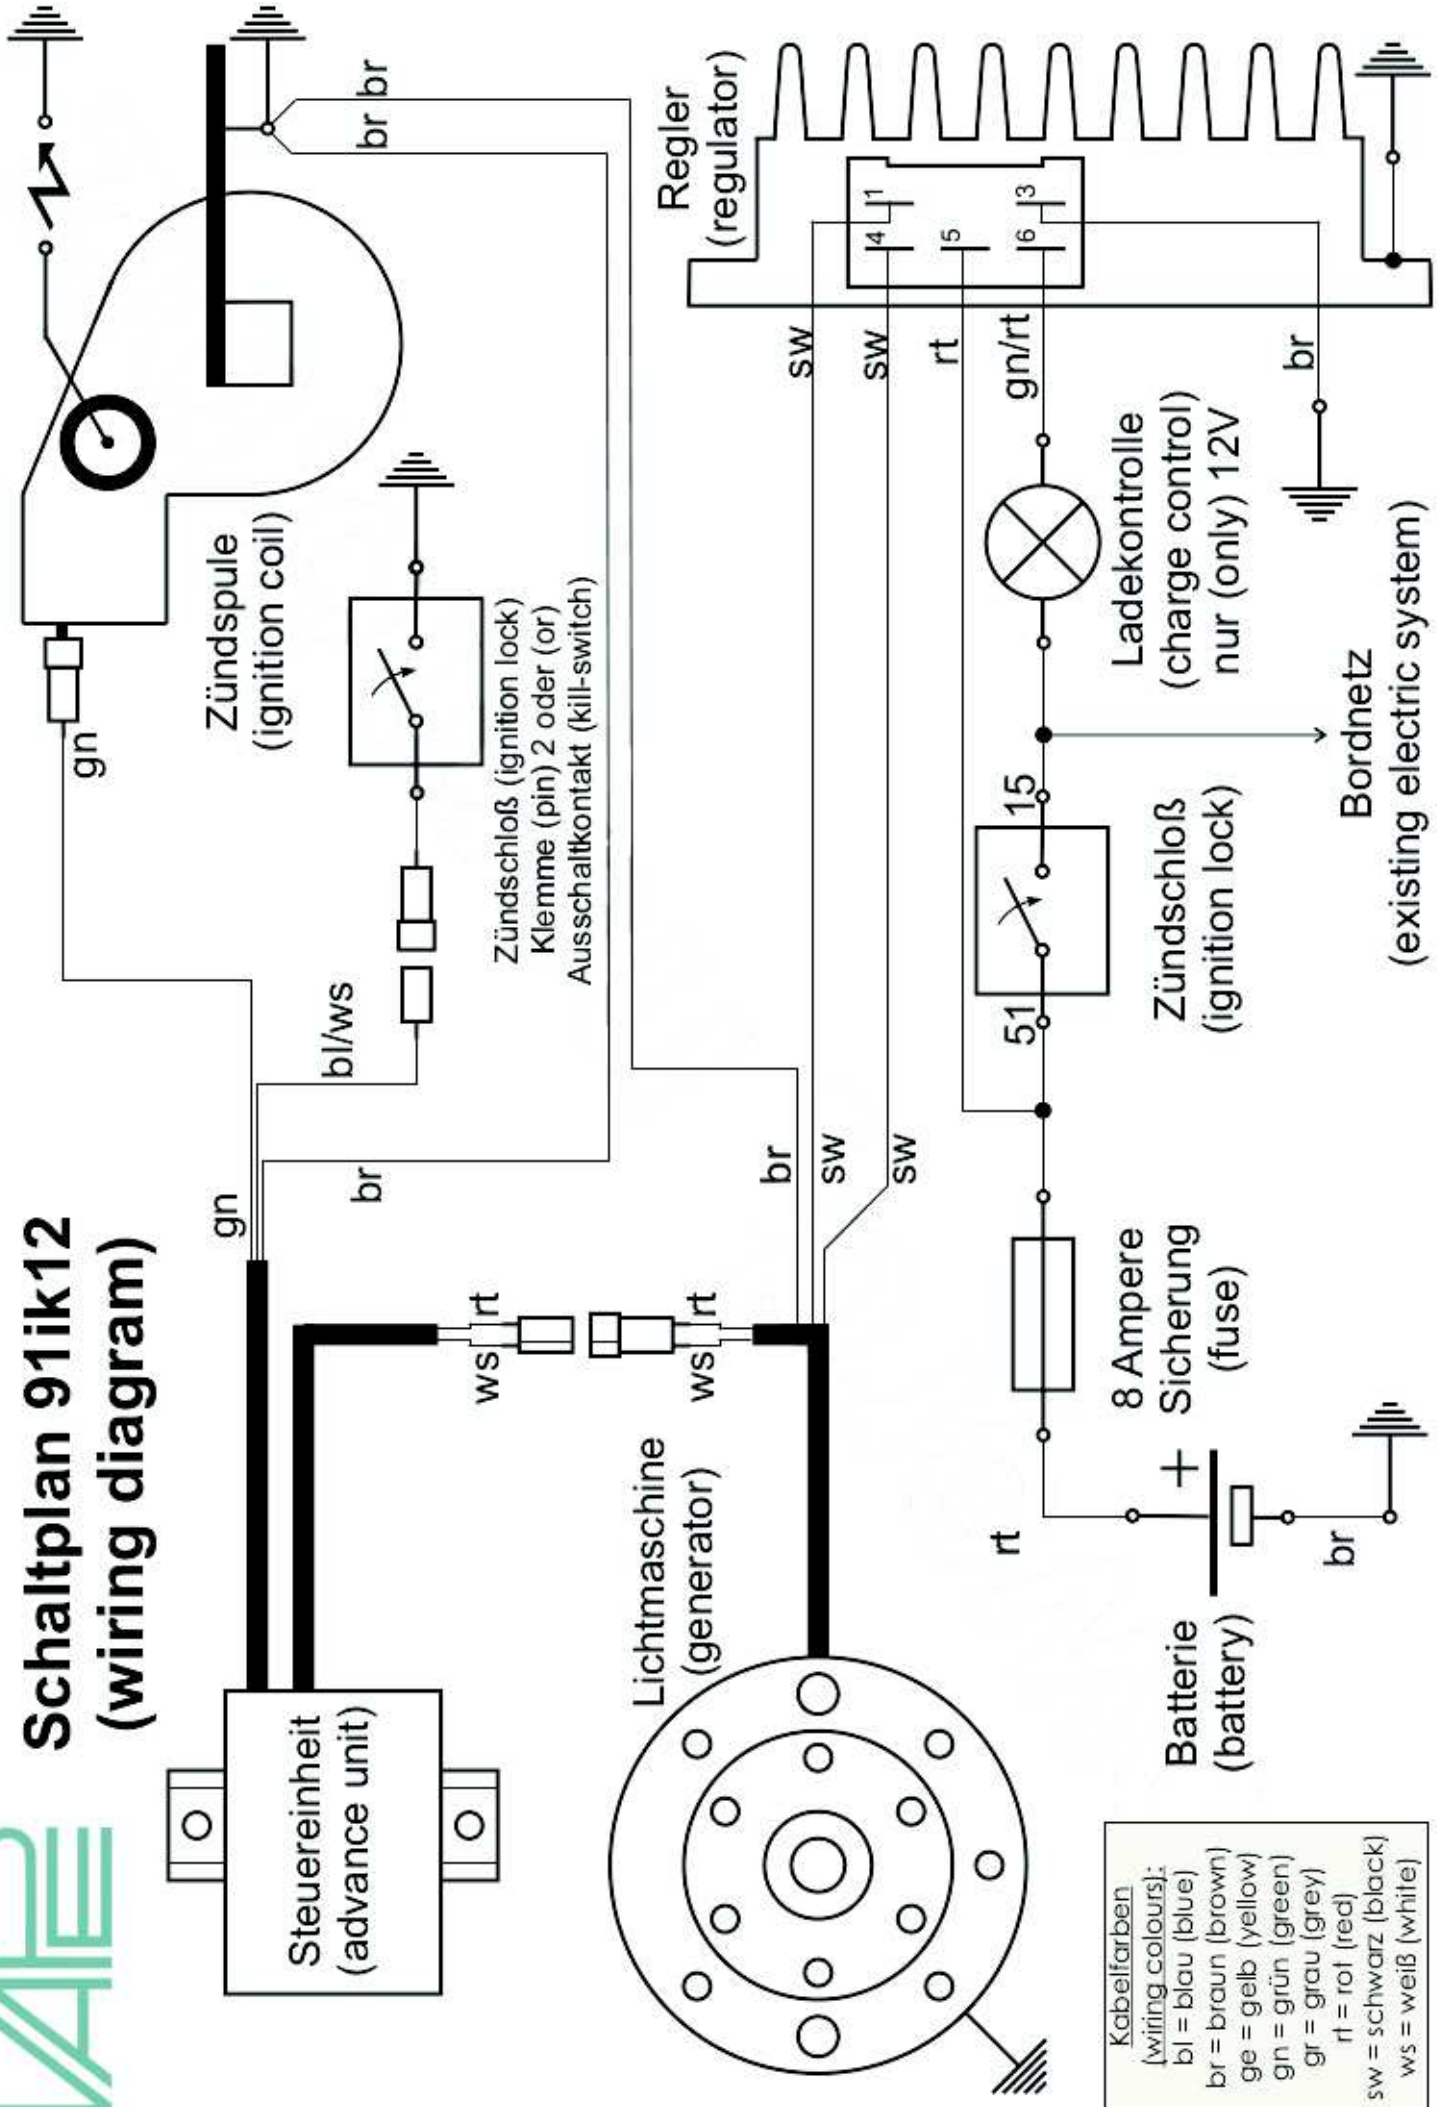 VAPE
Schaltplan 91ik12
(wiring diagram)
gn
br
bl/ws
gn
Zündspule
(ignition coil)
br br
Zündschloß (ignition lock)
Klemme (pin) 2 oder (or)
Ausschaltkontakt (kill-switch)
Steuereinheit
(advance unit)
ws rt
ws rt
Lichtmaschine
(generator)
br
sw
sw
Regler
(regulator)
sw
sw
rt
gn/rt
br
1
4
5
3
6
Ladekontrolle
(charge control)
nur (only) 12V
51
15
Zündschloß
(ignition lock)
Bordnetz
(existing electric system)
8 Ampere
Sicherung
(fuse)
rt
+
br
Batterie
(battery)
Kabelfarben
(wiring colours):
bl = blau (blue)
br = braun (brown)
ge = gelb (yellow)
gn = grün (green)
gr = grau (grey)
rt = rot (red)
sw = schwarz (black)
ws = weiß (white)